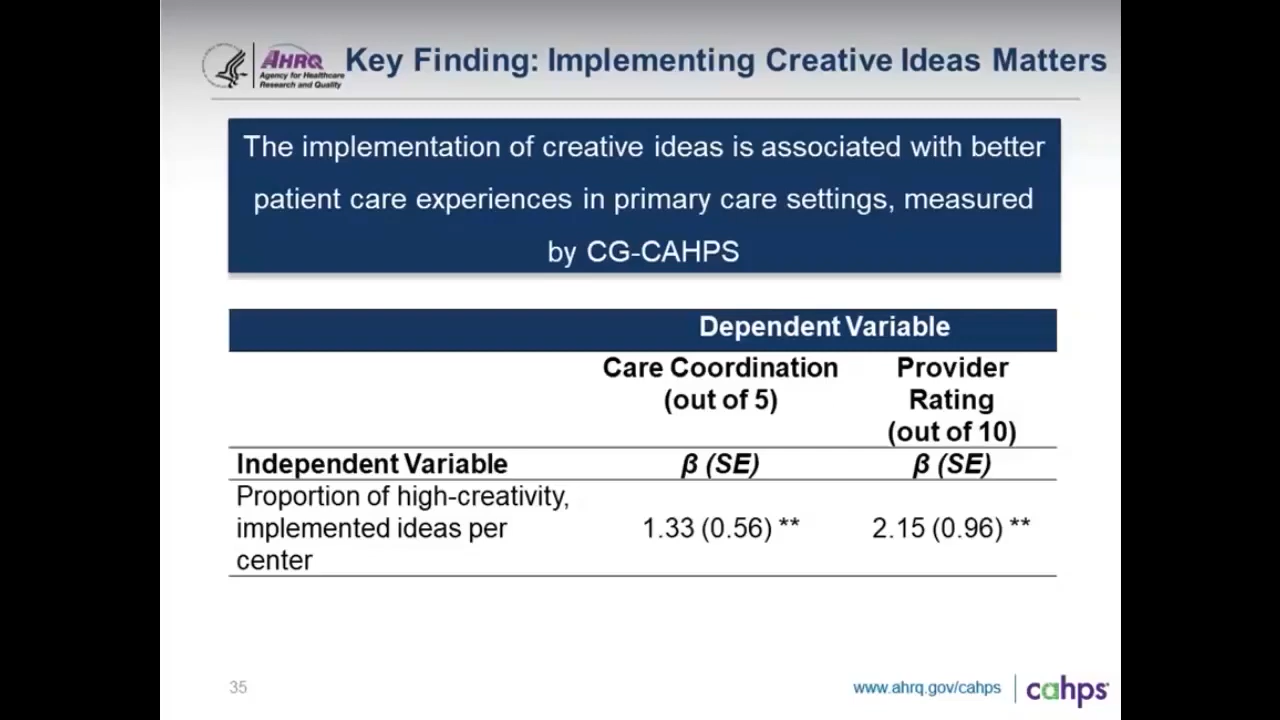 AHRQ
Agency for Healthcare
Research and Quality
Key Finding: Implementing Creative Ideas Matters
The implementation of creative ideas is associated with better
patient care experiences in primary care settings, measured
by CG-CAHPS
Dependent Variable
Care Coordination
(out of 5)
Provider
Rating
(out of 10)
Independent Variable
β (SE)
β (SE)
Proportion of high-creativity,
implemented ideas per
center
1.33 (0.56) **
2.15 (0.96) **
35
www.ahrq.gov/cahps
cahps